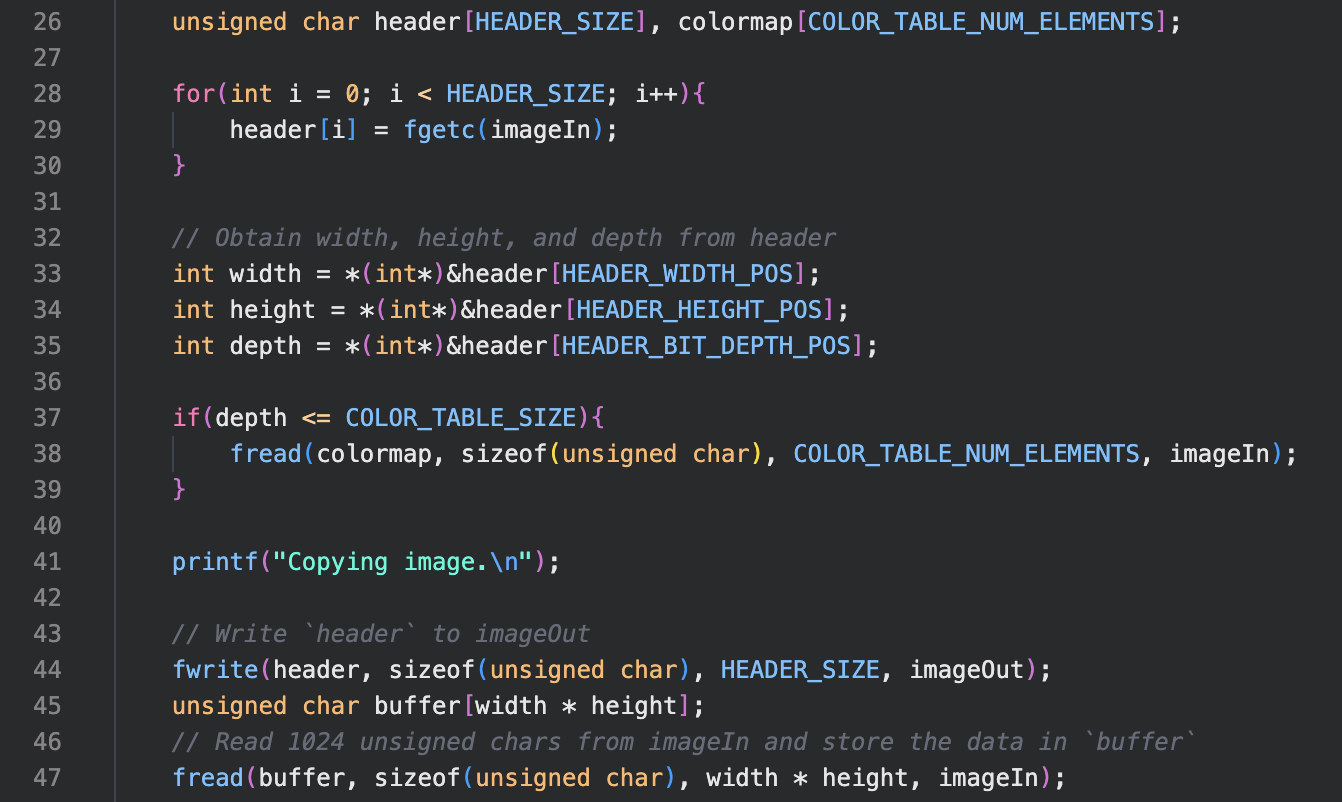 26 unsigned char header[HEADER_SIZE], colormap[COLOR_TABLE_NUM_ELEMENTS];
27
28 for(int i = 0; i < HEADER_SIZE; i++){
29 header[i] = fgetc(imageIn);
30 }
31
32 // Obtain width, height, and depth from header
33 int width = *(int*)&header[HEADER_WIDTH_POS];
34 int height = *(int*)&header[HEADER_HEIGHT_POS];
35 int depth = *(int*)&header[HEADER_BIT_DEPTH_POS];
36
37 if(depth <= COLOR_TABLE_SIZE){
38 fread(colormap, sizeof(unsigned char), COLOR_TABLE_NUM_ELEMENTS, imageIn);
39 }
40
41 printf("Copying image.\n");
42
43 // Write `header` to imageOut
44 fwrite(header, sizeof(unsigned char), HEADER_SIZE, imageOut);
45 unsigned char buffer[width * height];
46 // Read 1024 unsigned chars from imageIn and store the data in `buffer`
47 fread(buffer, sizeof(unsigned char), width * height, imageIn);